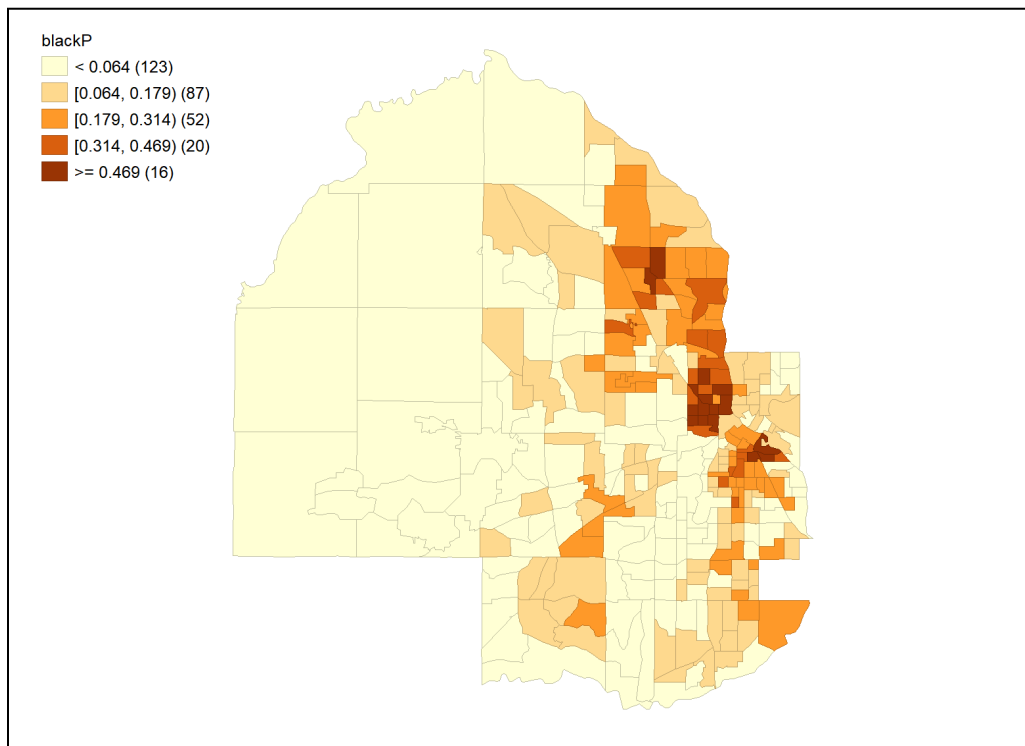 blackP
< 0.064 (123)
[0.064, 0.179) (87)
[0.179, 0.314) (52)
[0.314, 0.469) (20)
>= 0.469 (16)